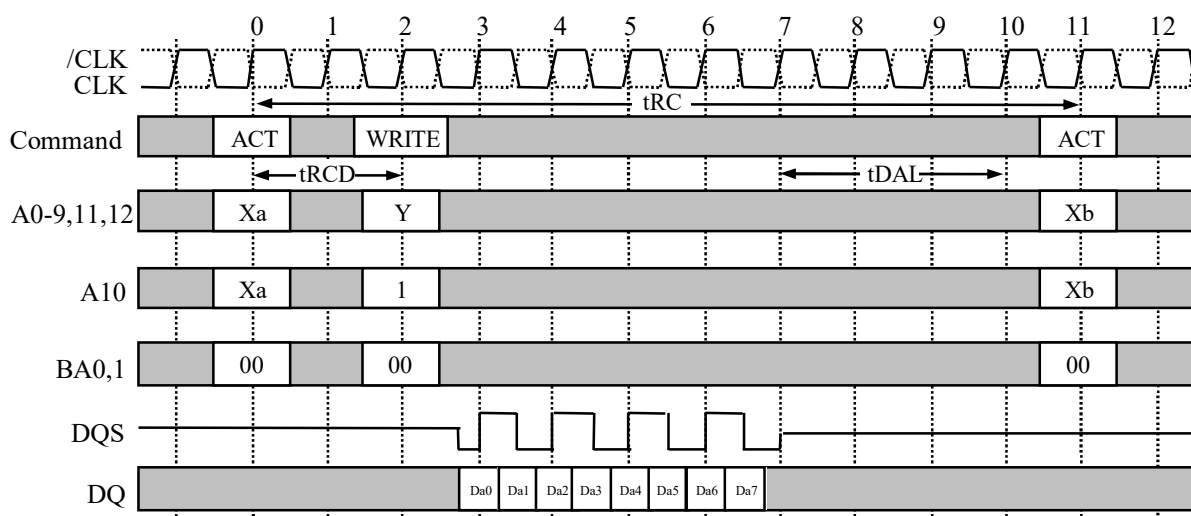 0 1 2 3 4 5 6 7 8 9 10 11 12
/CLK
CLK
tRC
Command ACT WRITE ACT
tRCD tDAL
A0-9,11,12 Xa Y Xb
A10 Xa 1 Xb
BA0,1 00 00 00
DQS
DQ Da0 Da1 Da2 Da3 Da4 Da5 Da6 Da7